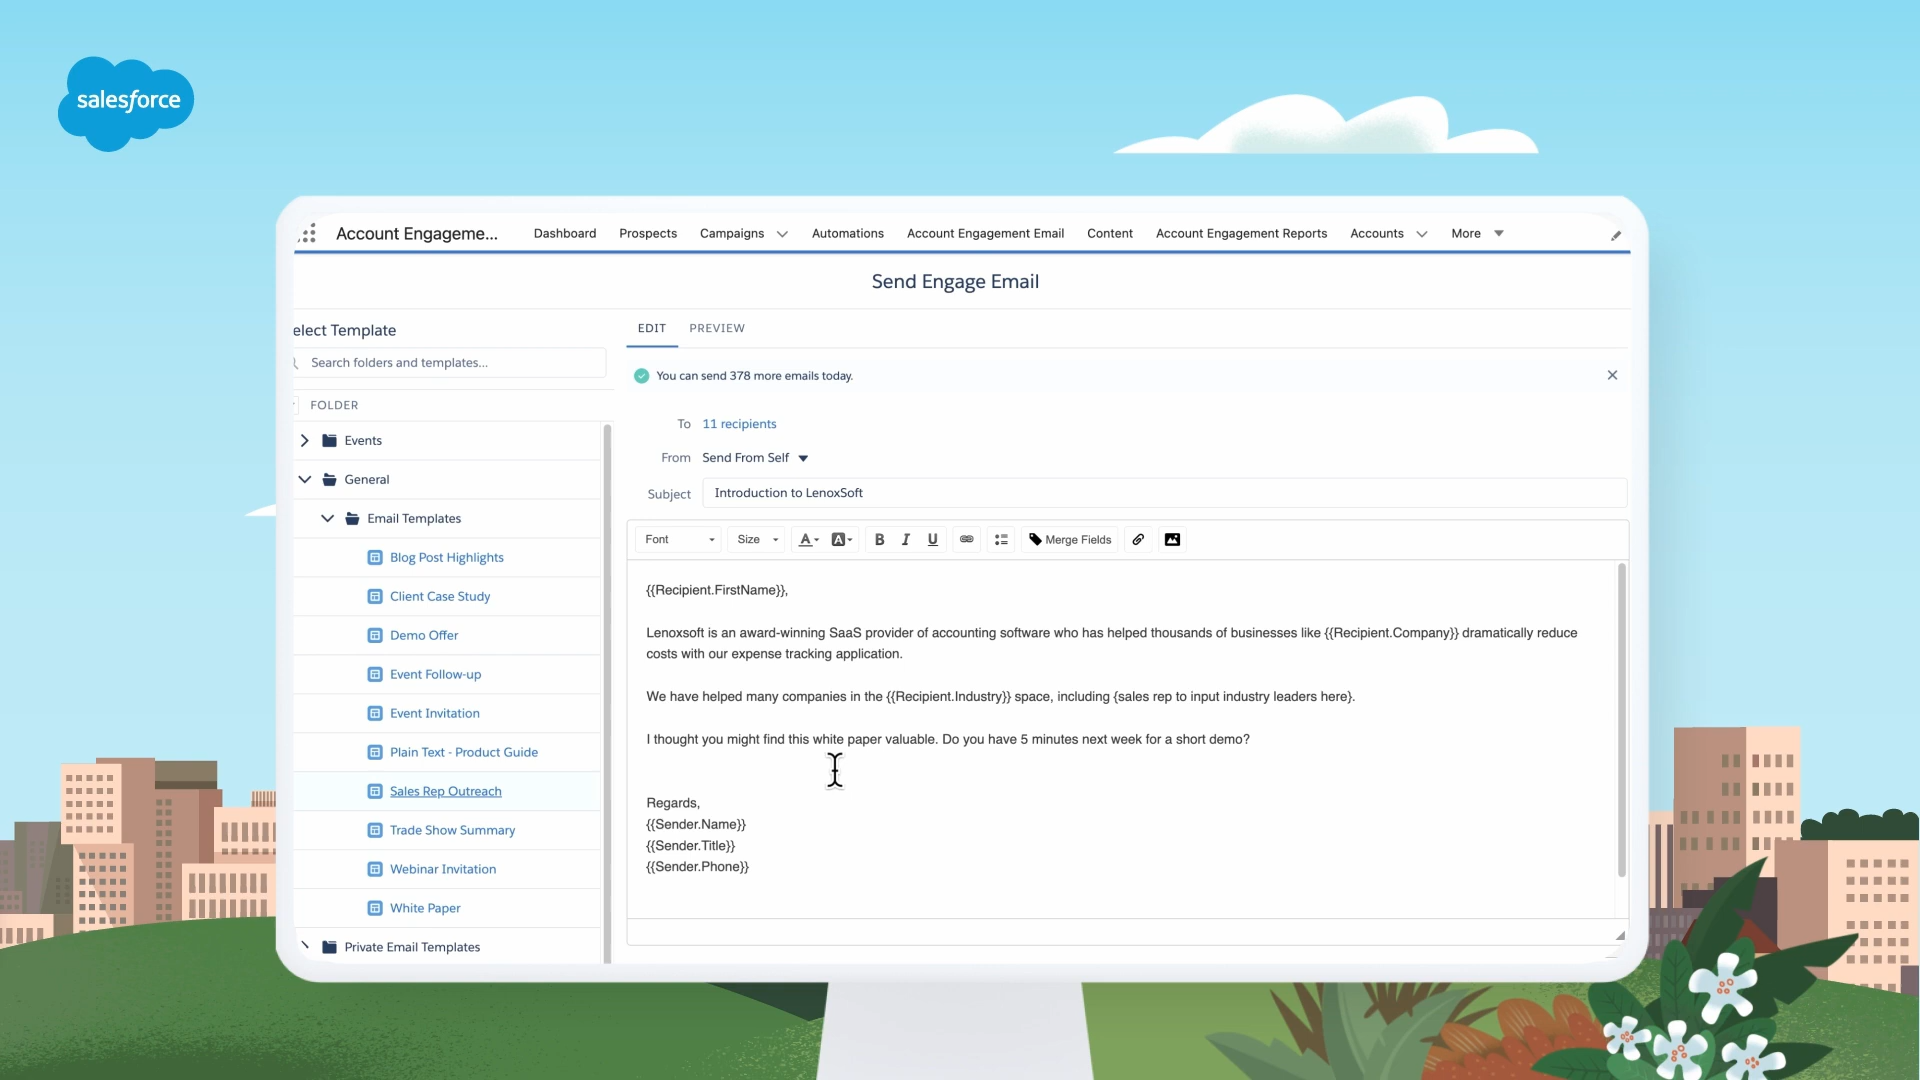 salesforce
Account Engageme... Dashboard Prospects Campaigns Automations Account Engagement Email Content Account Engagement Reports Accounts More
Send Engage Email
elect Template
Search folders and templates...
FOLDER
Events
General
Email Templates
Blog Post Highlights
Client Case Study
Demo Offer
Event Follow-up
Event Invitation
Plain Text - Product Guide
Sales Rep Outreach
Trade Show Summary
Webinar Invitation
White Paper
Private Email Templates
EDIT PREVIEW
You can send 378 more emails today.
To 11 recipients
From Send From Self
Subject Introduction to LenoxSoft
Font Size A A B I U Merge Fields
{{Recipient.FirstName}},
Lenoxsoft is an award-winning SaaS provider of accounting software who has helped thousands of businesses like {{Recipient.Company}} dramatically reduce
costs with our expense tracking application.
We have helped many companies in the {{Recipient.Industry}} space, including {sales rep to input industry leaders here}.
I thought you might find this white paper valuable. Do you have 5 minutes next week for a short demo?
Regards,
{{Sender.Name}}
{{Sender.Title}}
{{Sender.Phone}}